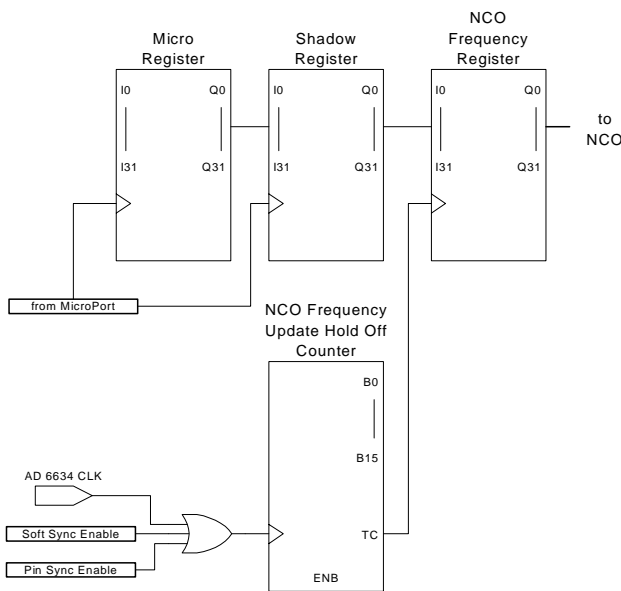 NCO
Micro
Shadow
Frequency
Register
Register
Register
I0
Q0
I0
Q0
I0
Q0
to
NCO
I31
Q31
I31
Q31
I31
Q31
from MicroPort
NCO Frequency
Update Hold Off
Counter
B0
B15
AD 6634 CLK
Soft Sync Enable
TC
Pin Sync Enable
ENB